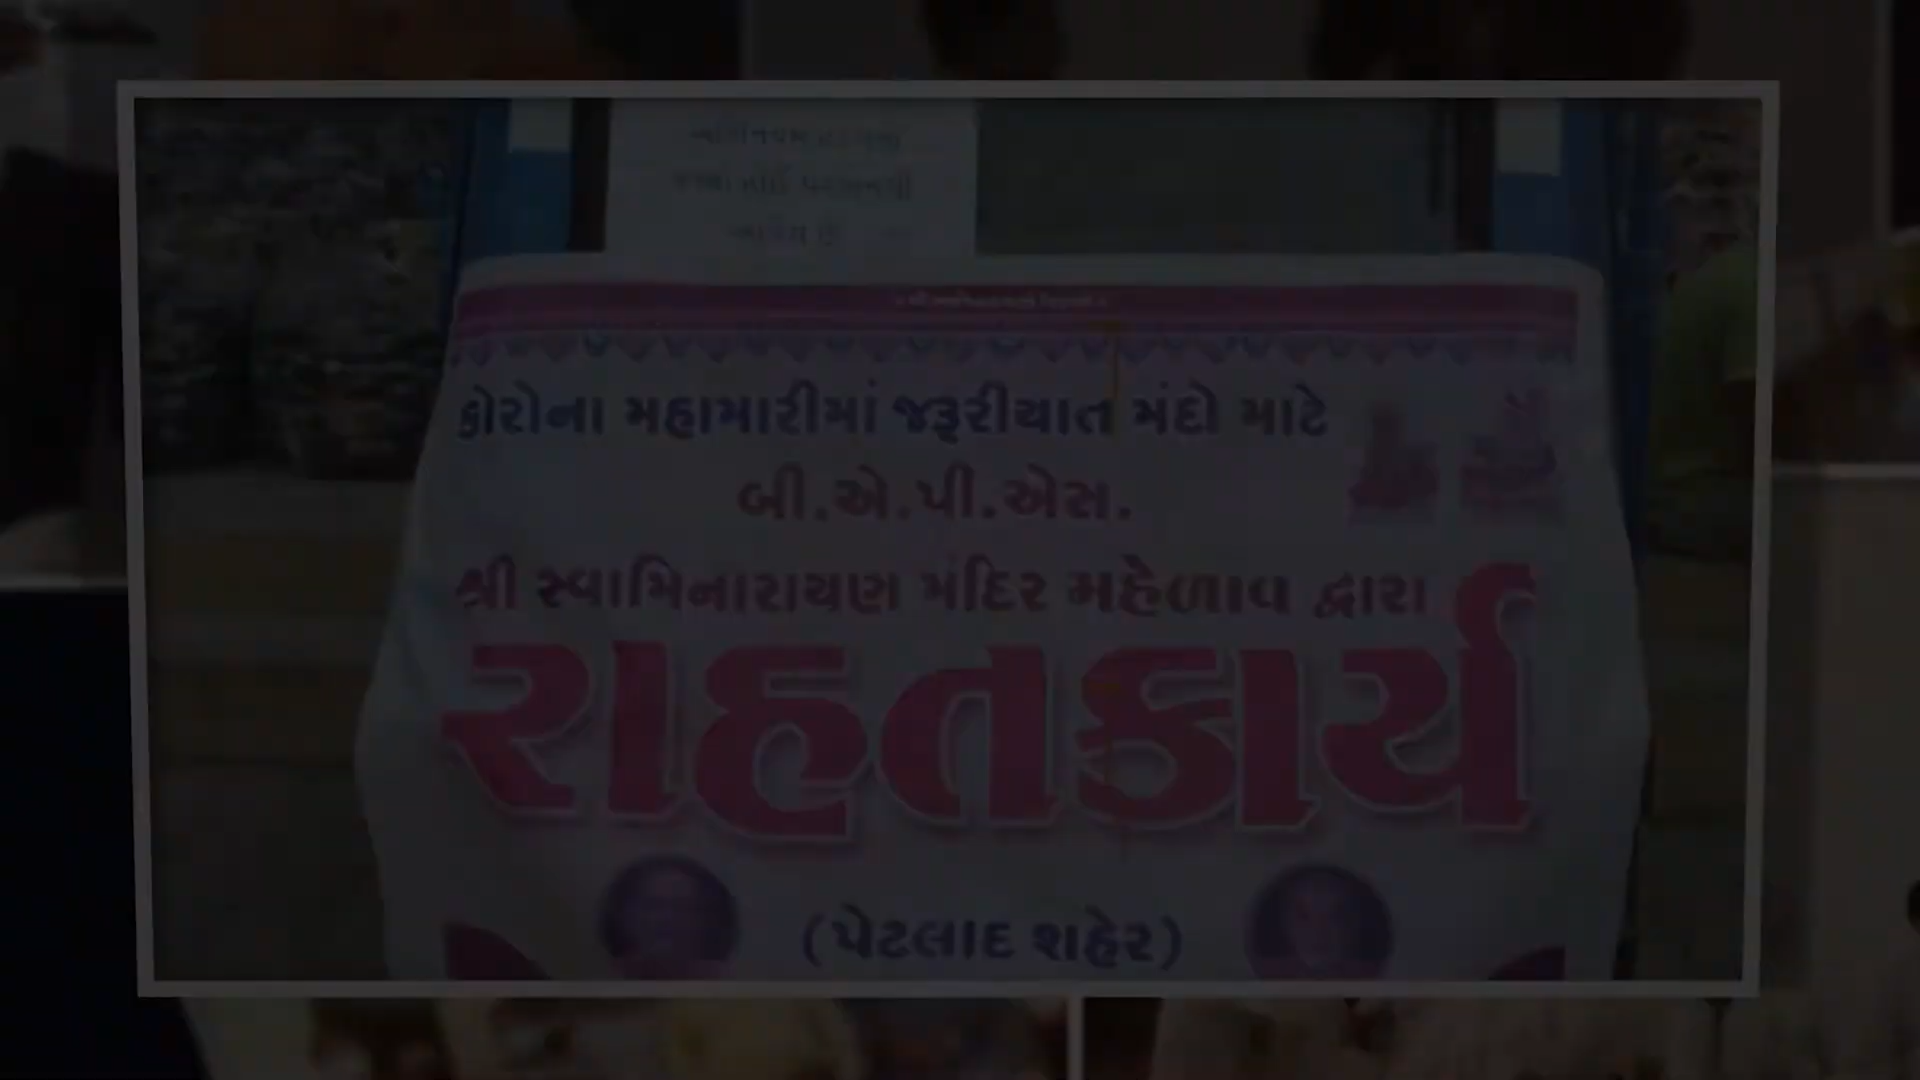 કોરોના મહામારીમાં જરૂરીયાત મંદો માટે
બી.એ.પી.એસ.
શ્રી સ્વામિનારાયણ મંદિર મહેળાવ દ્વારા
રાહતકાર્ય
(પેટલાદ શહેર)